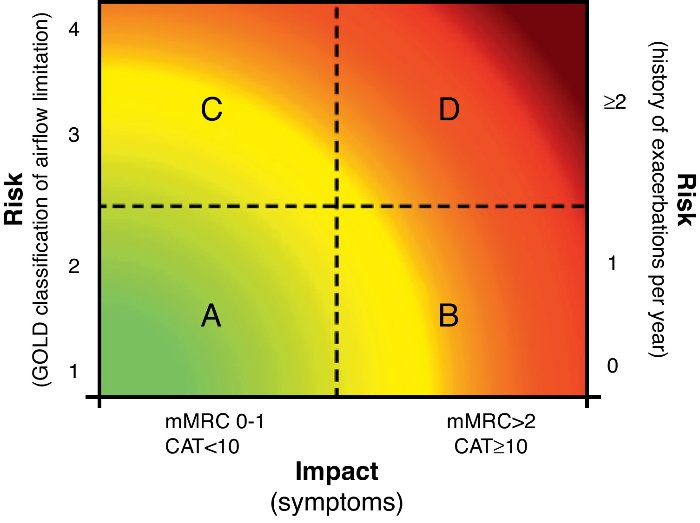 4
3
2
1
Risk
(GOLD classification of airflow limitation)
C
D
A
B
≥2
1
0
Risk
(history of exacerbations per year)
mMRC 0-1
CAT<10
mMRC>2
CAT≥10
Impact
(symptoms)